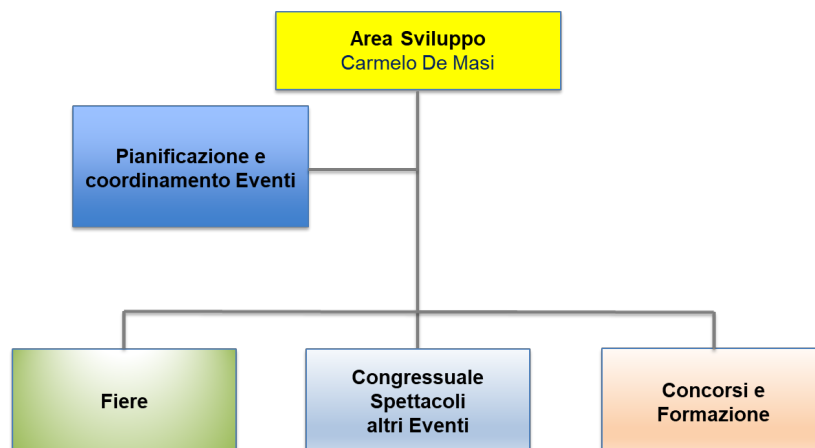 Area Sviluppo
Carmelo De Masi
Pianificazione e
coordinamento Eventi
Fiere
Congressuale
Spettacoli
altri Eventi
Concorsi e
Formazione